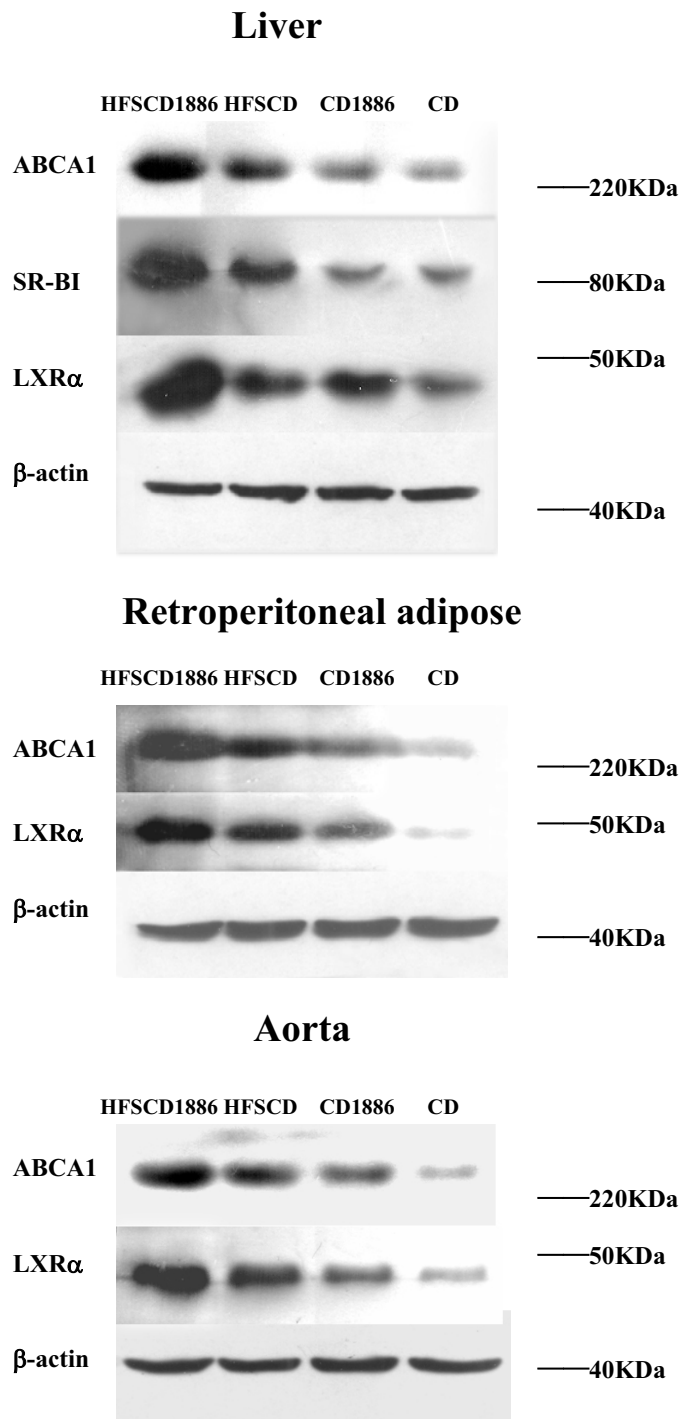 Liver
HFSCD1886 HFSCD CD1886 CD
ABCA1
220KDa
SR-BI
80KDa
50KDa
LXRα
β-actin
40KDa
Retroperitoneal adipose
HFSCD1886 HFSCD CD1886 CD
ABCA1
220KDa
LXRα
50KDa
β-actin
40KDa
Aorta
HFSCD1886 HFSCD CD1886 CD
ABCA1
220KDa
50KDa
LXRα
β-actin
40KDa